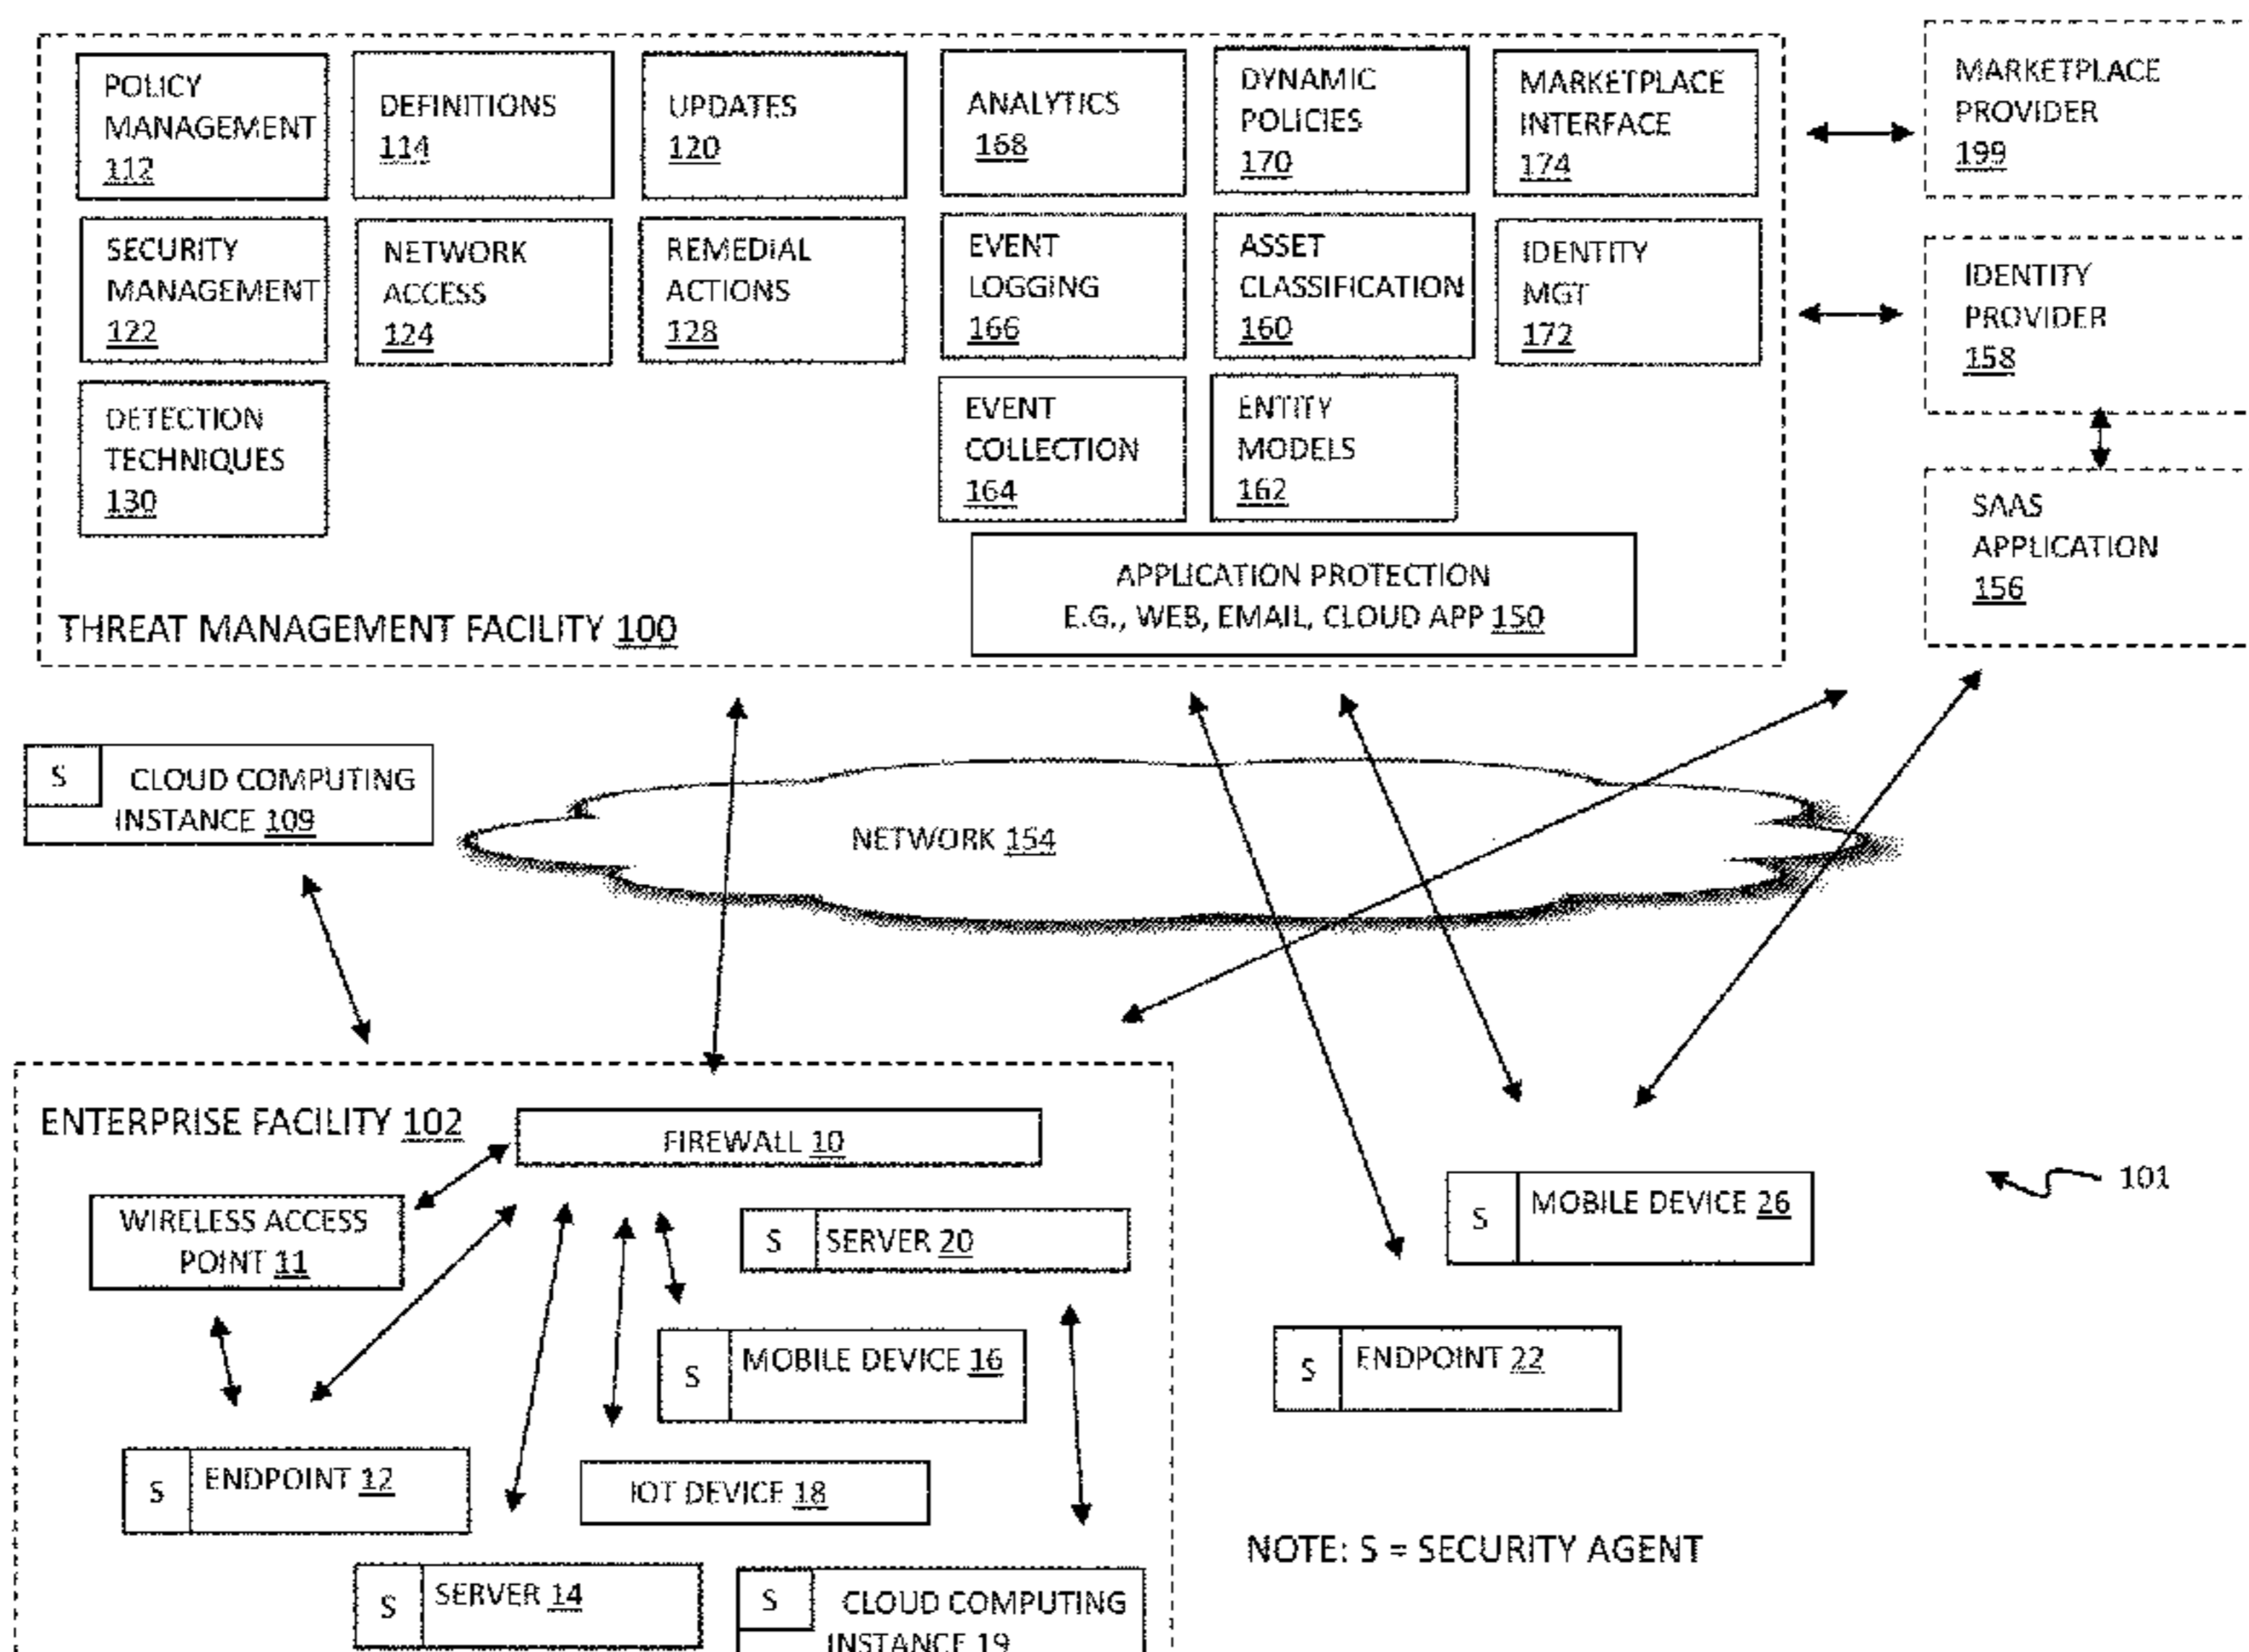 POLICY
MANAGEMENT
112
DEFINITIONS
114
UPDATES
120
ANALYTICS
168
DYNAMIC
POLICIES
170
MARKETPLACE
INTERFACE
174
MARKETPLACE
PROVIDER
199
SECURITY
MANAGEMENT
122
NETWORK
ACCESS
124
REMEDIAL
ACTIONS
128
EVENT
LOGGING
166
ASSET
CLASSIFICATION
160
IDENTITY
MGT
172
IDENTITY
PROVIDER
158
DETECTION
TECHNIQUES
130
EVENT
COLLECTION
164
ENTITY
MODELS
162
SAAS
APPLICATION
156
APPLICATION PROTECTION
E.G., WEB, EMAIL, CLOUD APP 150
THREAT MANAGEMENT FACILITY 100
S CLOUD COMPUTING
INSTANCE 109
NETWORK 154
ENTERPRISE FACILITY 102
FIREWALL 10
WIRELESS ACCESS
POINT 11
S SERVER 20
S MOBILE DEVICE 26
101
S MOBILE DEVICE 16
S ENDPOINT 22
S ENDPOINT 12
IOT DEVICE 18
NOTE: S = SECURITY AGENT
S SERVER 14
S CLOUD COMPUTING
INSTANCE 19